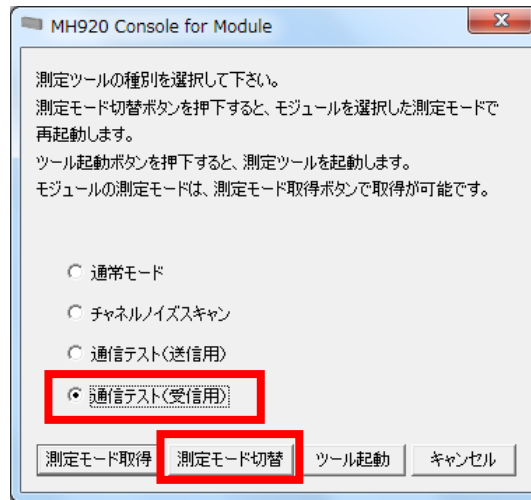 MH920 Console for Module
測定ツールの種別を選択して下さい。
測定モード切替ボタンを押下すると、モジュールを選択した測定モードで
再起動します。
ツール起動ボタンを押下すると、測定ツールを起動します。
モジュールの測定モードは、測定モード取得ボタンで取得が可能です。
通常モード
チャネルノイズスキャン
通信テスト(送信用)
通信テスト(受信用)
測定モード取得 測定モード切替 ツール起動 キャンセル